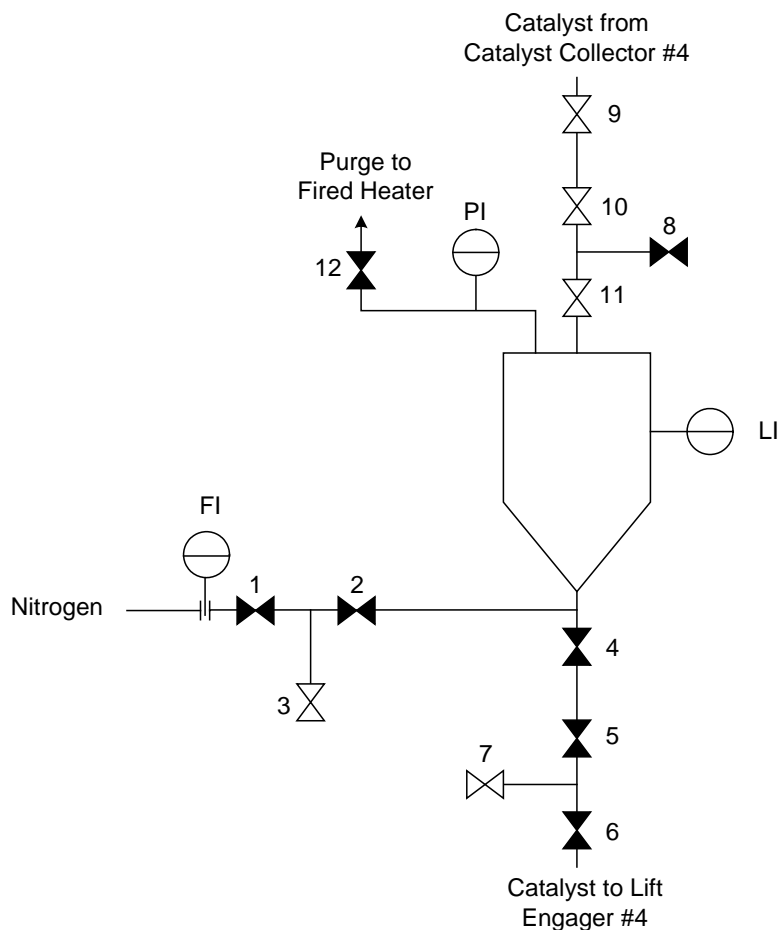 Catalyst from
Catalyst Collector #4
9
Purge to
Fired Heater
10
PI
8
12
11
LI
FI
1
2
Nitrogen
4
3
5
7
6
Catalyst to Lift
Engager #4